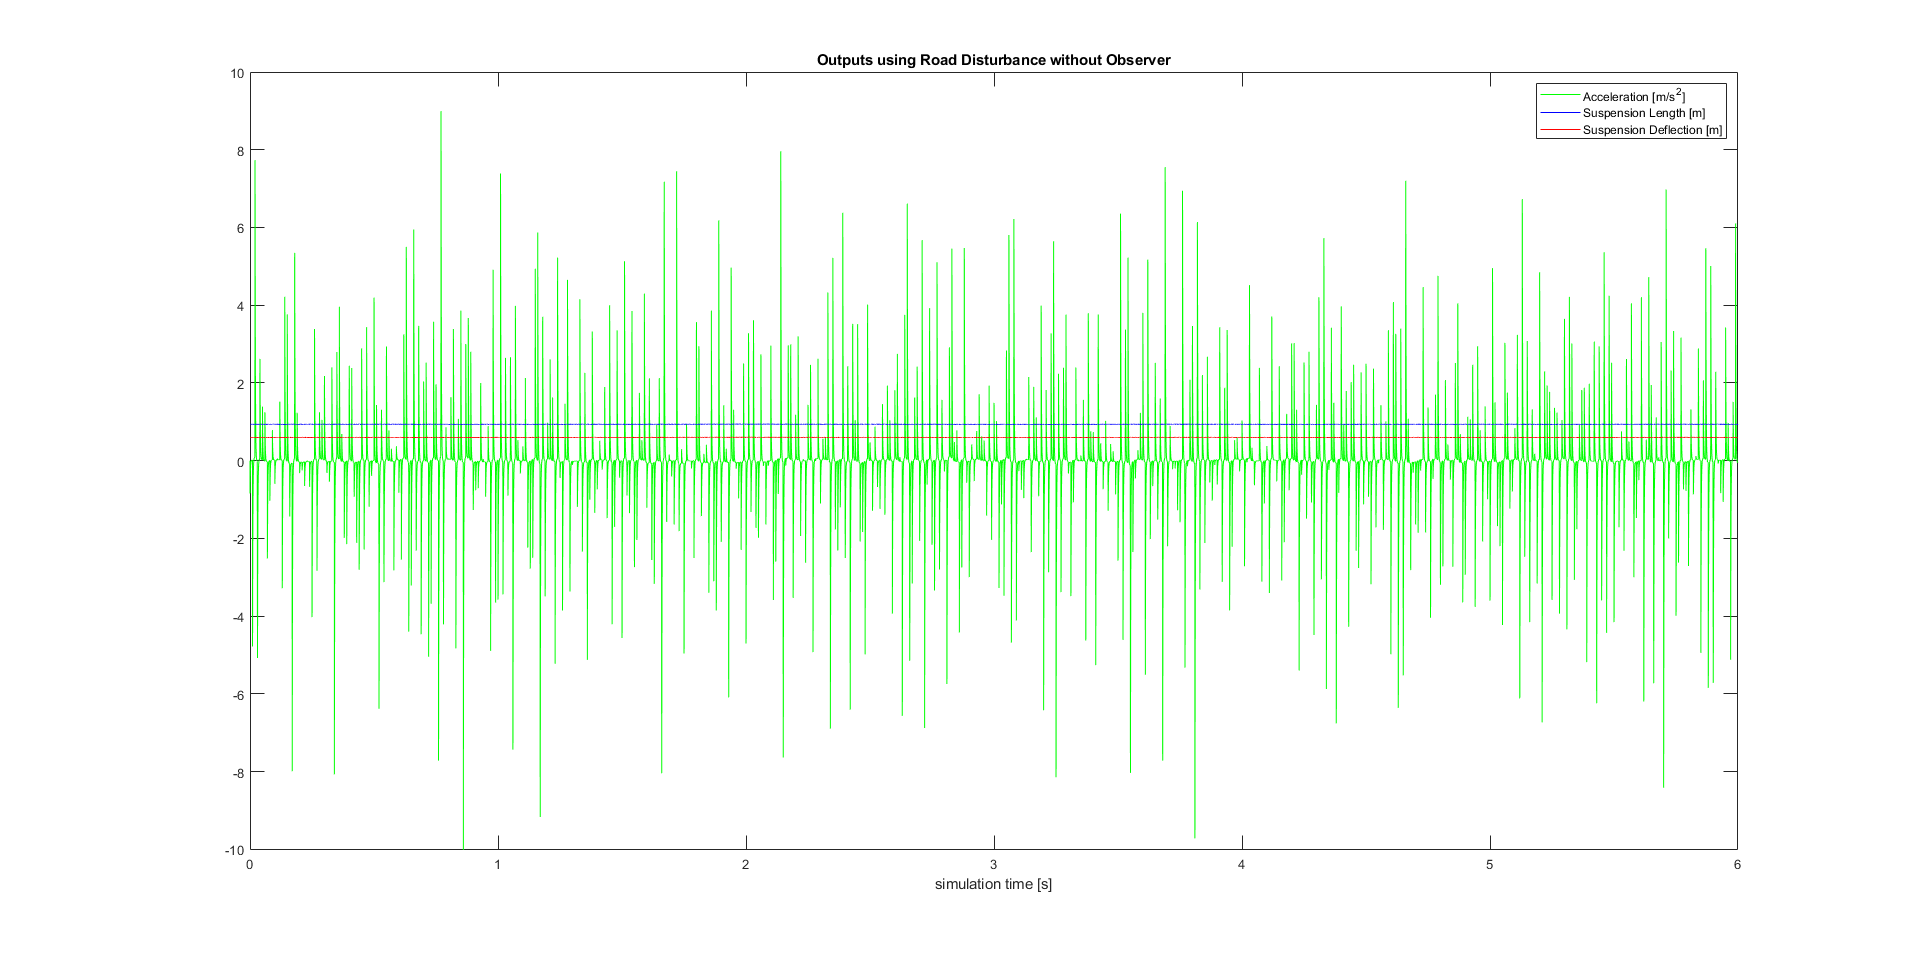 Outputs using Road Disturbance without Observer
10
8
6
4
2
0
-2
-4
-6
-8
-10
Acceleration [m/s2]
Suspension Length [m]
Suspension Deflection [m]
0 1 2 3 4 5 6
simulation time [s]